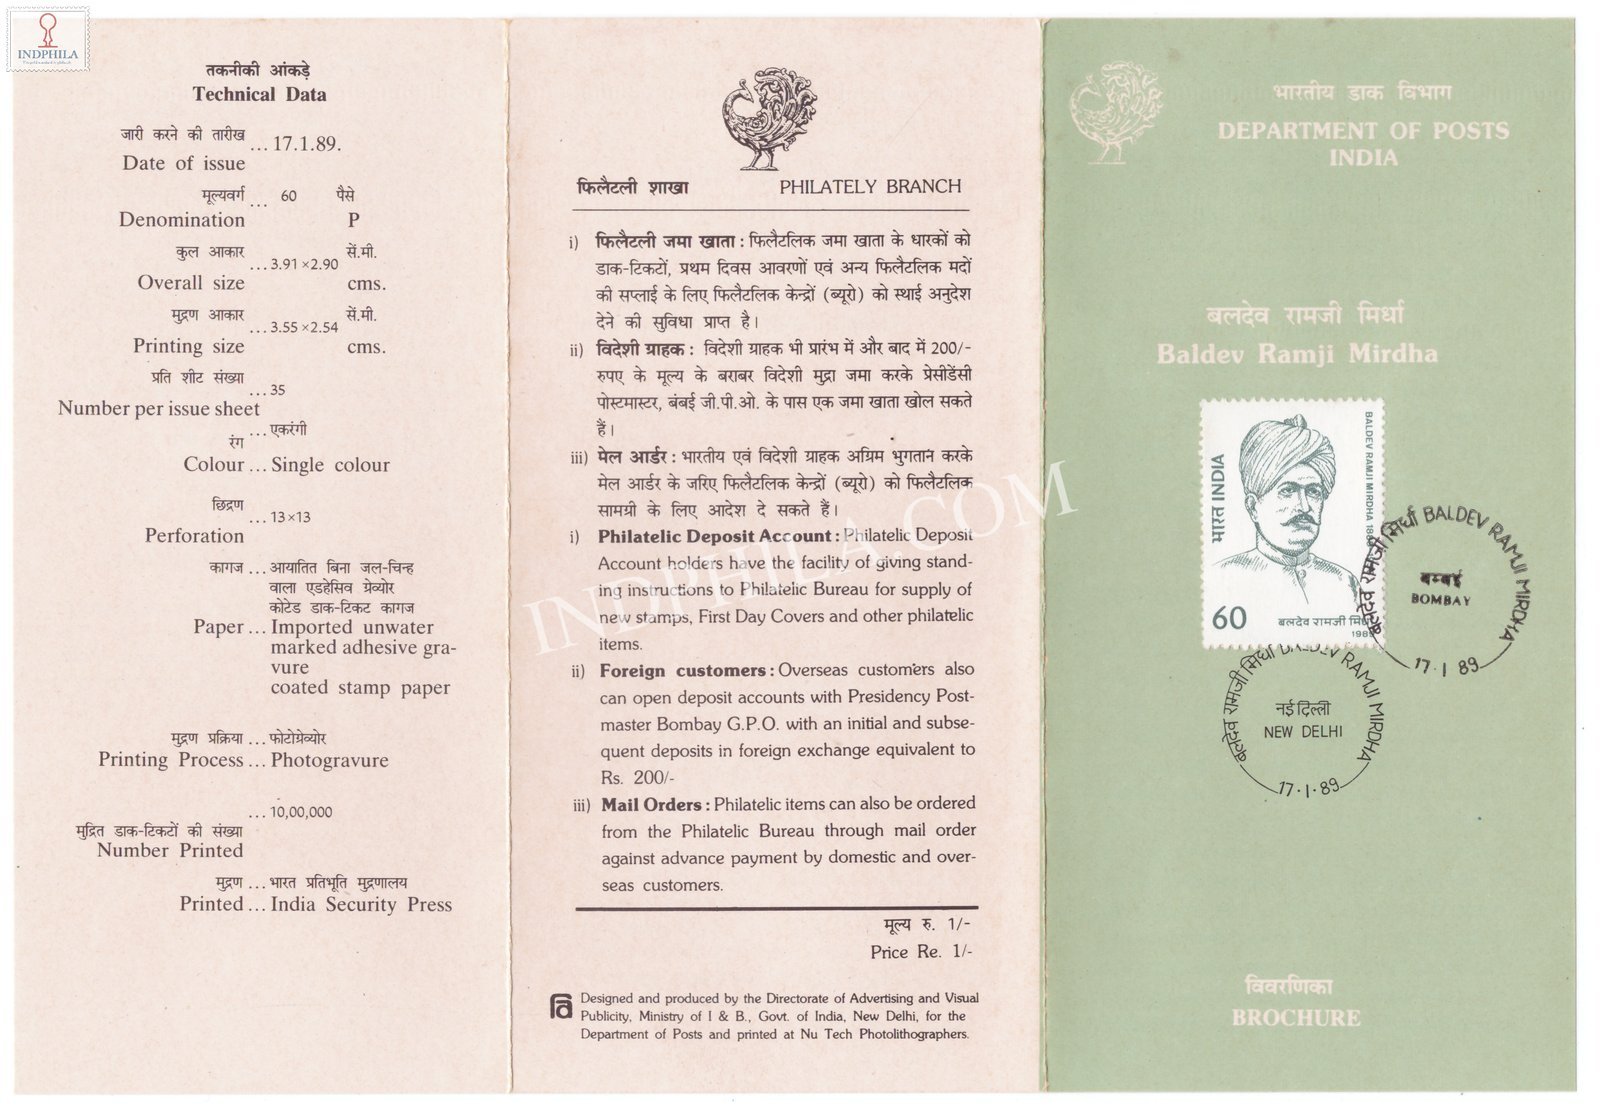 INDPHILA
तकनीकी आंकड़े
Technical Data
जारी करने की तारीख
... 17.1.89.
Date of issue
मूल्यवर्ग ... 60 पैसे
Denomination P
कुल आकार सें.मी.
...3.91×2.90
Overall size cms.
मुद्रण आकार सें.मी.
...3.55×2.54
Printing size cms.
प्रति शीट संख्या
...35
Number per issue sheet
...एकरंगी
रंग
Colour ... Single colour
छिद्रण
...13×13
Perforation
कागज ... आयातित बिना जल-चिन्ह
वाला एडहेसिव ग्रेव्योर
कोटेड डाक-टिकट कागज
Paper ... Imported unwater
marked adhesive gra-
vure
coated stamp paper
मुद्रण प्रक्रिया ... फोटोग्रेव्योर
Printing Process ... Photogravure
... 10,00,000
मुद्रित डाक-टिकटों की संख्या
Number Printed
मुद्रण ... भारत प्रतिभूति मुद्रणालय
Printed ... India Security Press
फिलैटली शाखा PHILATELY BRANCH
i) फिलैटली जमा खाता : फिलैटलिक जमा खाता के धारकों को
डाक-टिकटों, प्रथम दिवस आवरणों एवं अन्य फिलैटलिक मदों
की सप्लाई के लिए फिलैटलिक केन्द्रों (ब्यूरो) को स्थाई अनुदेश
देने की सुविधा प्राप्त है।
ii) विदेशी ग्राहक : विदेशी ग्राहक भी प्रारंभ में और बाद में 200/-
रुपए के मूल्य के बराबर विदेशी मुद्रा जमा करके प्रेसीडेंसी
पोस्टमास्टर, बंबई जी.पी.ओ. के पास एक जमा खाता खोल सकते
हैं।
iii) मेल आर्डर : भारतीय एवं विदेशी ग्राहक अग्रिम भुगतान करके
मेल आर्डर के जरिए फिलैटलिक केन्द्रों (ब्यूरो) को फिलैटलिक
सामग्री के लिए आदेश दे सकते हैं।
i) Philatelic Deposit Account : Philatelic Deposit
Account holders have the facility of giving stand-
ing instructions to Philatelic Bureau for supply of
new stamps, First Day Covers and other philatelic
items.
ii) Foreign customers : Overseas customers also
can open deposit accounts with Presidency Post-
master Bombay G.P.O. with an initial and subse-
quent deposits in foreign exchange equivalent to
Rs. 200/-
iii) Mail Orders : Philatelic items can also be ordered
from the Philatelic Bureau through mail order
against advance payment by domestic and over-
seas customers.
मूल्य रु. 1/-
Price Re. 1/-
Designed and produced by the Directorate of Advertising and Visual
Publicity, Ministry of I & B., Govt. of India, New Delhi, for the
Department of Posts and printed at Nu Tech Photolithographers.
INDPHILA.COM
भारतीय डाक विभाग
DEPARTMENT OF POSTS
INDIA
बलदेव रामजी मिर्धा
Baldev Ramji Mirdha
भारत INDIA
BALDEV RAMJI MIRDHA
60
बलदेव रामजी
बलदेव रामजी मिर्धा BALDEV RAMJI MIRDHA
बम्बई
BOMBAY
17.1.89
बलदेव रामजी मिर्धा BALDEV RAMJI MIRDHA
नई दिल्ली
NEW DELHI
17.1.89
विवरणिका
BROCHURE